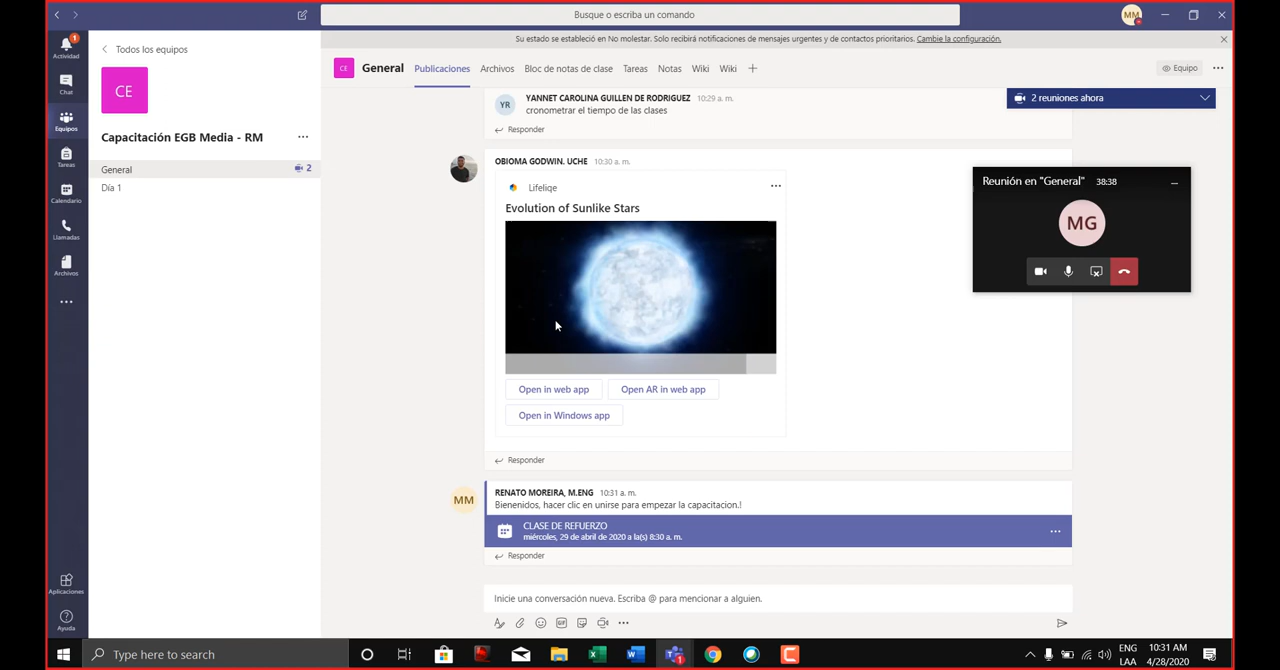 Busque o escriba un comando
MM
Su estado se estableció en No molestar. Solo recibirá notificaciones de mensajes urgentes y de contactos prioritarios. Cambie la configuración.
1
Actividad
Chat
Equipos
Tareas
Calendario
Llamadas
Archivos
Aplicaciones
Ayuda
Todos los equipos
CE
Capacitación EGB Media - RM
General
2
Día 1
CE
General
Publicaciones
Archivos
Bloc de notas de clase
Tareas
Notas
Wiki
Wiki
Equipo
2 reuniones ahora
YR
YANNET CAROLINA GUILLEN DE RODRIGUEZ 10:29 a. m.
cronometrar el tiempo de las clases
Responder
OBIOMA GODWIN. UCHE 10:30 a. m.
Lifeliqe
Evolution of Sunlike Stars
Open in web app
Open AR in web app
Open in Windows app
Responder
Reunión en "General" 38:38
MG
MM
RENATO MOREIRA, M.ENG 10:31 a. m.
Bienenidos, hacer clic en unirse para empezar la capacitacion.!
CLASE DE REFUERZO
miércoles, 29 de abril de 2020 a la(s) 8:30 a. m.
Responder
Inicie una conversación nueva. Escriba @ para mencionar a alguien.
GIF
Type here to search
1
ENG
LAA
10:31 AM
4/28/2020